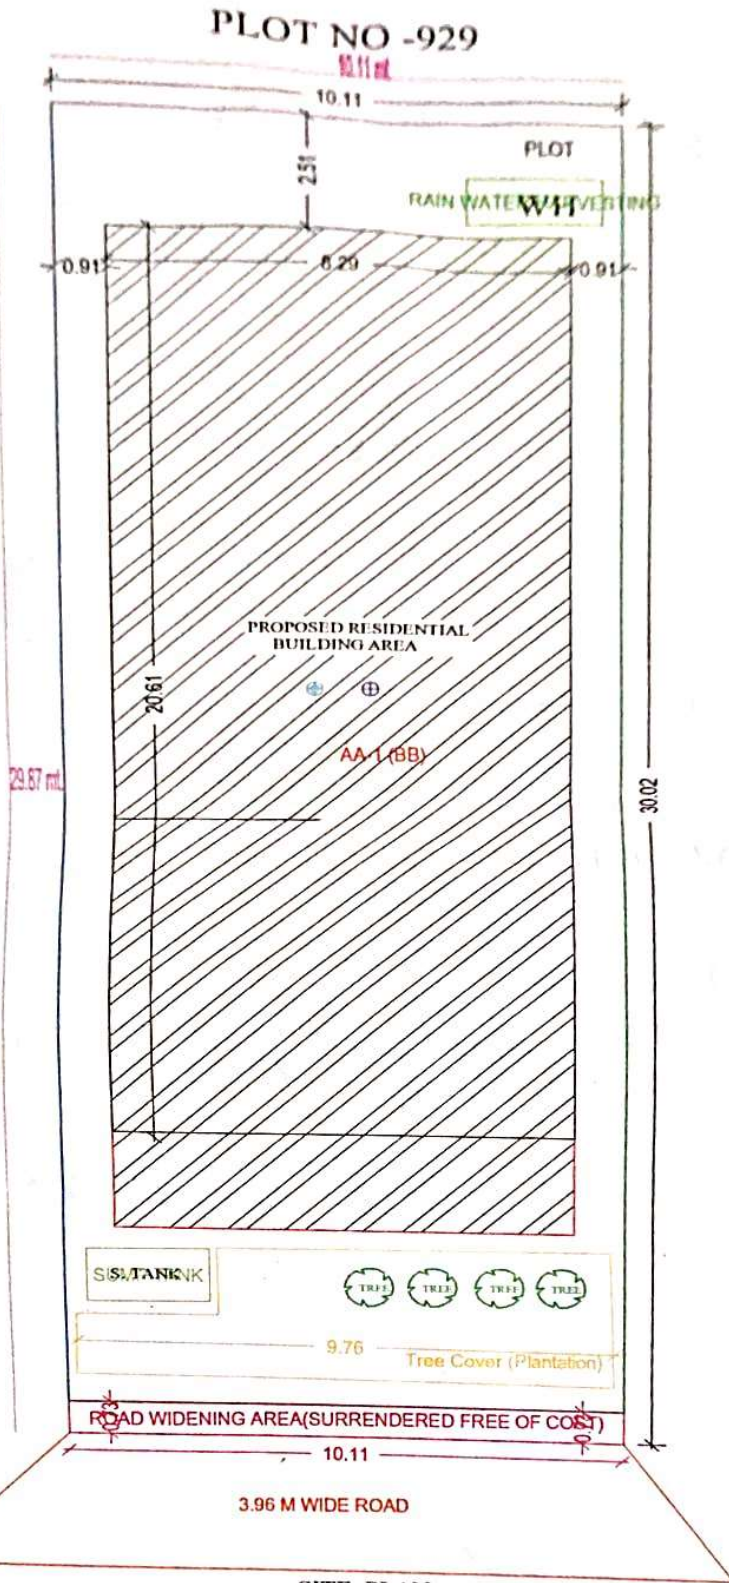 PLOT NO -929
10.11 mt.
10.11
2.51
PLOT
RAIN WATER HARVESTING
0.91
8.29
0.91
PROPOSED RESIDENTIAL
BUILDING AREA
20.61
AA-1 (BB)
29.87 mt.
30.02
S. TANK
TREE
TREE
TREE
TREE
9.76
Tree Cover (Plantation)
ROAD WIDENING AREA(SURRENDERED FREE OF COST)
10.11
3.96 M WIDE ROAD